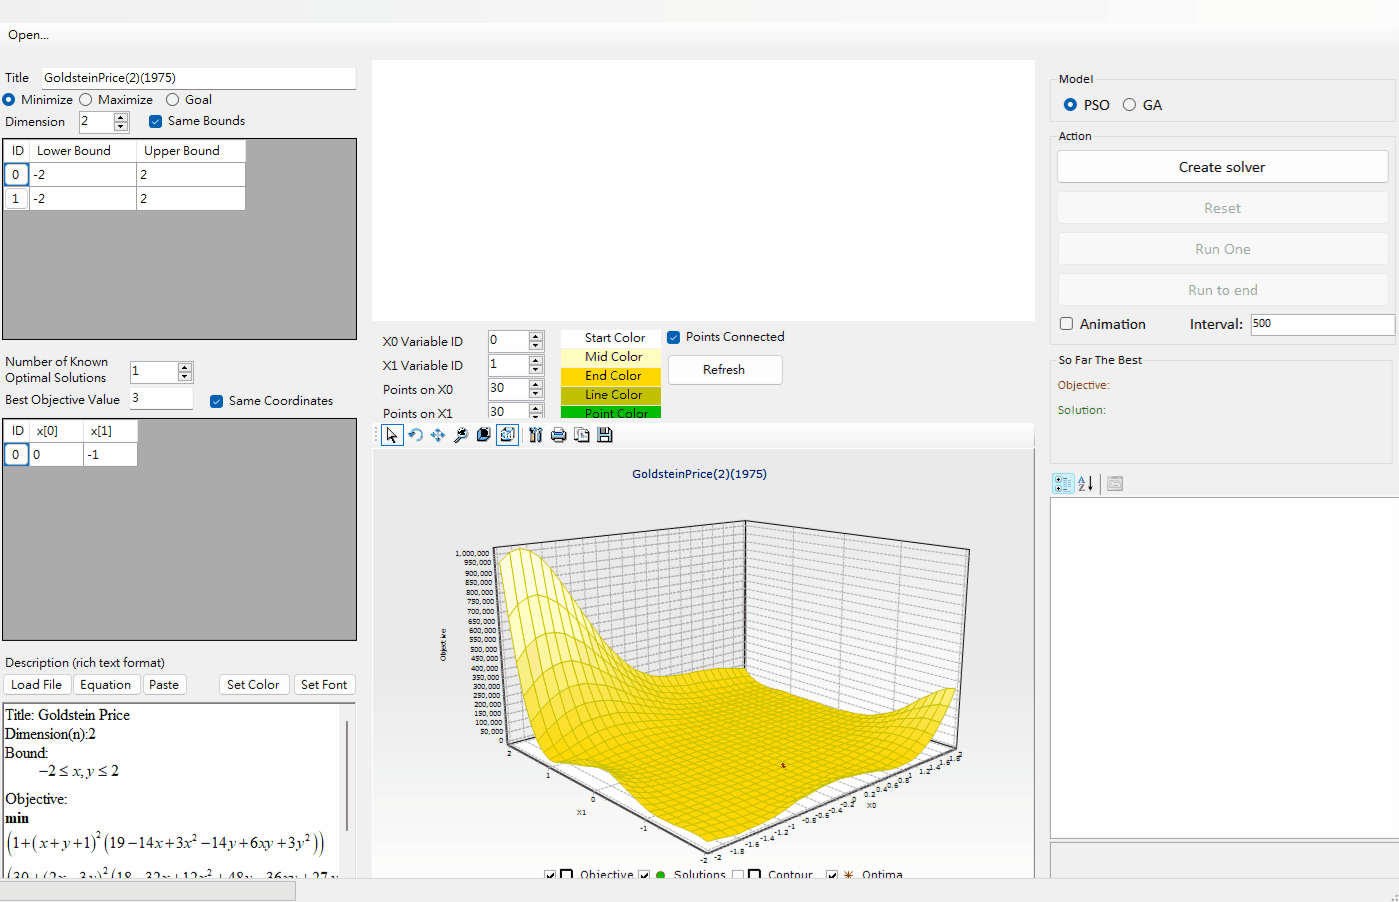 Open...
Title GoldsteinPrice(2)(1975)
Minimize Maximize Goal
Dimension 2 Same Bounds
ID Lower Bound Upper Bound
0 -2 2
1 -2 2
Number of Known
Optimal Solutions 1
Best Objective Value 3 Same Coordinates
ID x[0] x[1]
0 0 -1
Description (rich text format)
Load File Equation Paste Set Color Set Font
Title: Goldstein Price
Dimension(n):2
Bound:
−2 ≤ x, y ≤ 2
Objective:
min
(1+(x+y+1)²(19−14x+3x²−14y+6xy+3y²))
(30+(2x−3y)²(18−32x+12x²+48y−36xy+27y
X0 Variable ID 0
X1 Variable ID 1
Points on X0 30
Points on X1 30
Start Color
Mid Color
End Color
Line Color
Point Color
Points Connected
Refresh
GoldsteinPrice(2)(1975)
1,000,000
950,000
900,000
850,000
800,000
750,000
700,000
650,000
600,000
550,000
500,000
450,000
400,000
350,000
300,000
250,000
200,000
150,000
100,000
50,000
0
Objective
2
1
0
-1
-2
X1
-2
-1.8
-1.6
-1.4
-1.2
-1
-0.8
-0.6
-0.4
-0.2
0
0.2
0.4
0.6
0.8
1
1.2
1.4
1.6
1.8
2
X0
Objective Solutions Contour Optima
Model
PSO GA
Action
Create solver
Reset
Run One
Run to end
Animation Interval: 500
So Far The Best
Objective:
Solution: